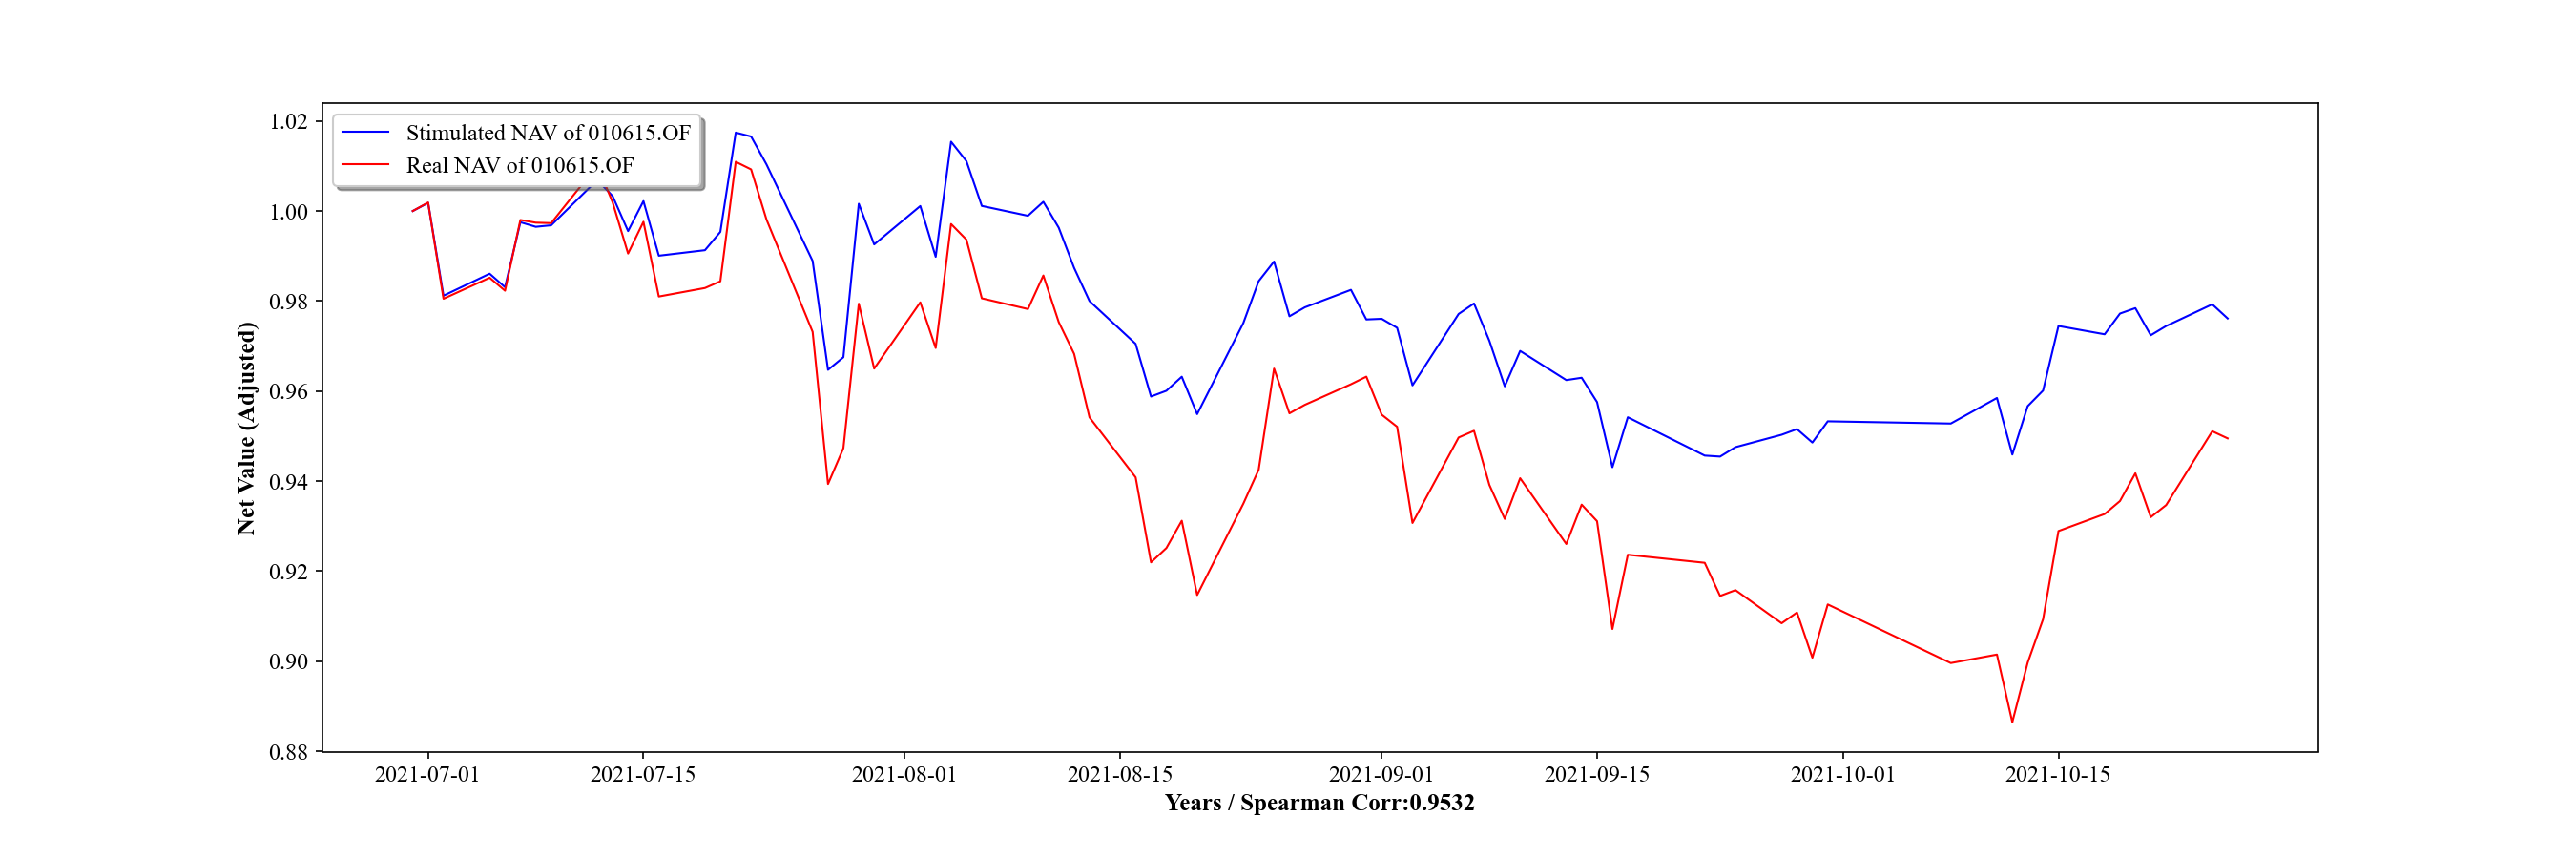 Stimulated NAV of 010615.OF
Real NAV of 010615.OF
Net Value (Adjusted)
1.02
1.00
0.98
0.96
0.94
0.92
0.90
0.88
2021-07-01 2021-07-15 2021-08-01 2021-08-15 2021-09-01 2021-09-15 2021-10-01 2021-10-15
Years / Spearman Corr:0.9532